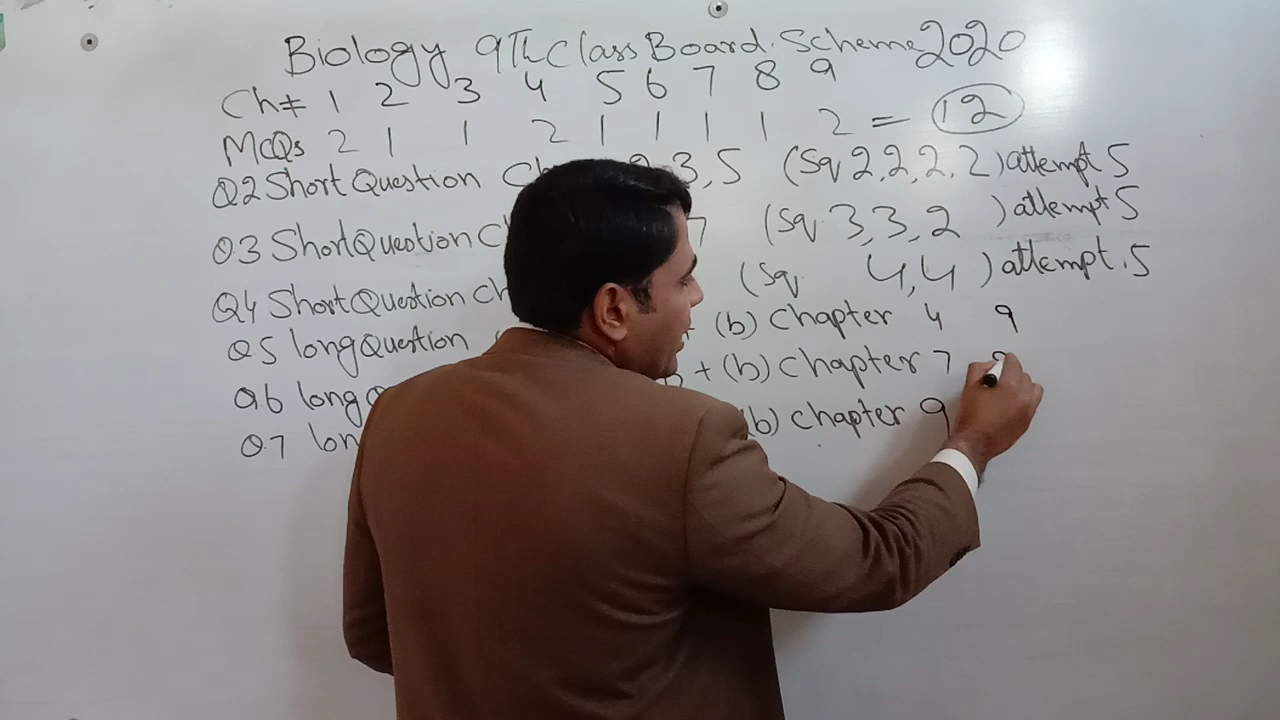 Biology 9Th Class Board. Scheme 2020
Ch# 1 2 3 4 5 6 7 8 9
MCQs 2 1 1 2 1 1 1 1 2 = 12
Q2 Short Question 3, 5 (Sq 2,2,2,2) attempt 5
Q3 Short Question 7 (Sq 3,3,2 ) attempt 5
Q4 Short Question Ch (Sq 4,4 ) attempt.5
Q5 long Question + (b) Chapter 4 9
Q6 long + (b) Chapter 7
Q7 (b) Chapter 9